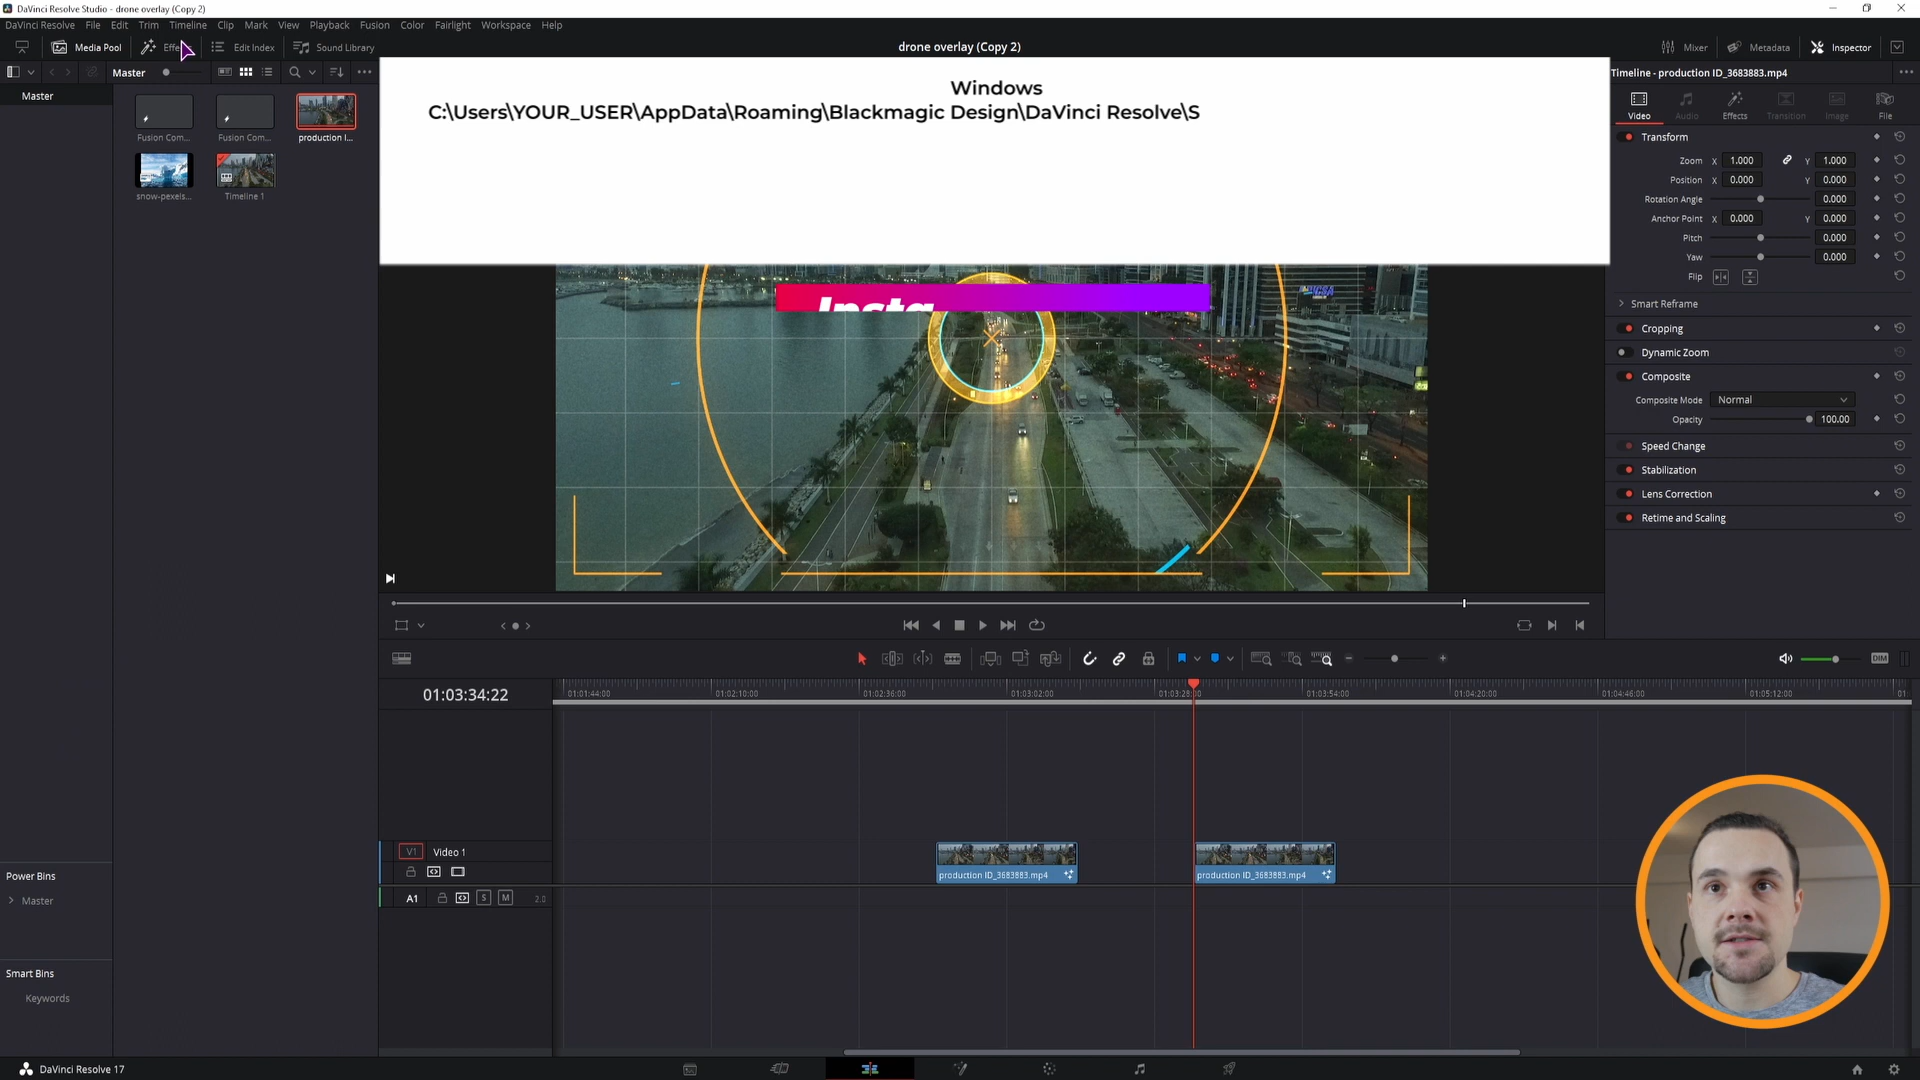 DaVinci Resolve Studio - drone overlay (Copy 2)
DaVinci Resolve File Edit Trim Timeline Clip Mark View Playback Fusion Color Fairlight Workspace Help
Media Pool Edit Index Sound Library drone overlay (Copy 2) Mixer Metadata Inspector
Master Timeline - production ID_3683883.mp4
Master
Windows
C:\Users\YOUR_USER\AppData\Roaming\Blackmagic Design\DaVinci Resolve\S
Fusion Com... Fusion Com... production I...
snow-pexels... Timeline 1
Video Audio Effects Transition Image File
Transform
Zoom X 1.000 Y 1.000
Position X 0.000 Y 0.000
Rotation Angle 0.000
Anchor Point X 0.000 Y 0.000
Pitch 0.000
Yaw 0.000
Flip
Smart Reframe
Cropping
Dynamic Zoom
Composite
Composite Mode Normal
Opacity 100.00
Speed Change
Stabilization
Lens Correction
Retime and Scaling
Insta
DIM
01:03:34:22
01:01:44:00 01:02:10:00 01:02:36:00 01:03:02:00 01:03:28:00 01:03:54:00 01:04:20:00 01:04:46:00 01:05:12:00
V1 Video 1
production ID_3683883.mp4 production ID_3683883.mp4
A1 S M 2.0
Power Bins
Master
Smart Bins
Keywords
DaVinci Resolve 17